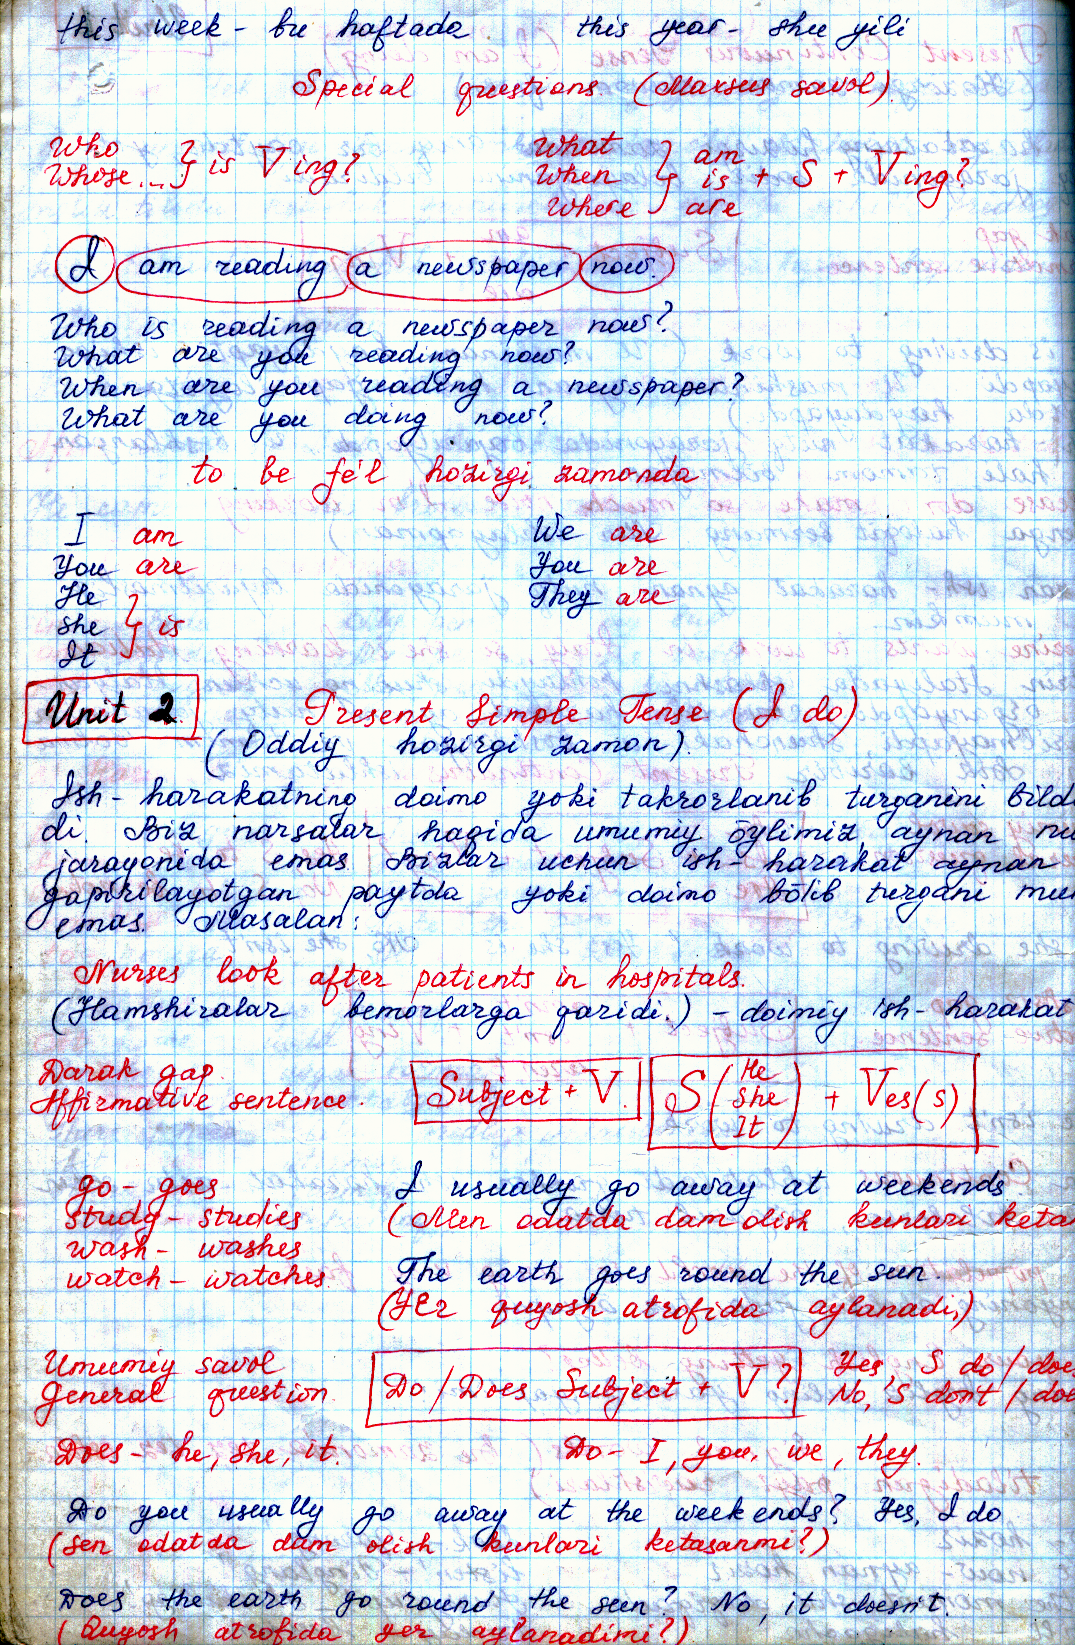 this week - bu haftada this year - shu yili
Special questions (Maxsus savol).
Who
Whose... } is Ving?
What
When
Where } am is are + S + Ving?
I am reading a newspaper now.
Who is reading a newspaper now?
What are you reading now?
When are you reading a newspaper?
What are you doing now?
to be fe'l hozirgi zamonda
I am We are
You are You are
He They are
She } is
It
Unit 2. Present Simple Tense (I do)
(Oddiy hozirgi zamon).
Ish-harakatning doimo yoki takrorlanib turganini bild
di. Biz narsalar haqida umumiy õylimiz, aynan nu
jarayonida emas. Bizlar uchun ish-harakat aynan
gapirilayotgan paytda yoki doimo bõlib turgani mu
emas. Masalan:
Nurses look after patients in hospitals.
(Hamshiralar bemorlarga qaridi.) - doimiy ish-harakat
Darak gap.
Affirmative sentence.
Subject + V.
S (He She It) + Ves(s)
go - goes
study - studies
wash - washes
watch - watches.
I usually go away at weekends
(Men odatda dam olish kunlari keta
The earth goes round the sun.
(Yer quyosh atrofida aylanadi,)
Umumiy savol
General question.
Do / Does Subject + V?
Yes, S do / does
No, S don't / doe
Does - he, she, it. Do - I, you, we, they.
Do you usually go away at the weekends? Yes, I do
(Sen odatda dam olish kunlari ketasanmi?)
Does the earth go round the sun? No, it doesn't.
(Quyosh atrofida yer aylanadimi?)